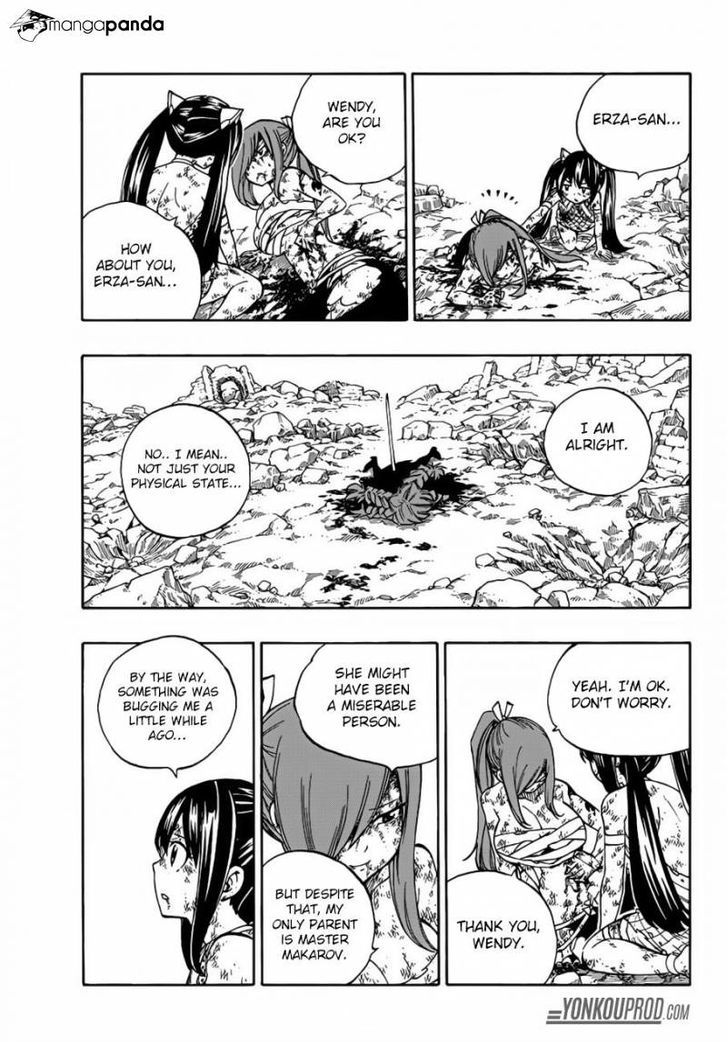 mangapanda
ERZA-SAN...
WENDY,
ARE YOU
OK?
HOW
ABOUT YOU,
ERZA-SAN...
I AM
ALRIGHT.
NO.. I MEAN..
NOT JUST YOUR
PHYSICAL STATE...
YEAH. I'M OK.
DON'T WORRY.
THANK YOU,
WENDY.
SHE MIGHT
HAVE BEEN
A MISERABLE
PERSON.
BUT DESPITE
THAT, MY
ONLY PARENT
IS MASTER
MAKAROV.
BY THE WAY,
SOMETHING WAS
BUGGING ME A
LITTLE WHILE
AGO...
YONKOUPROD.COM